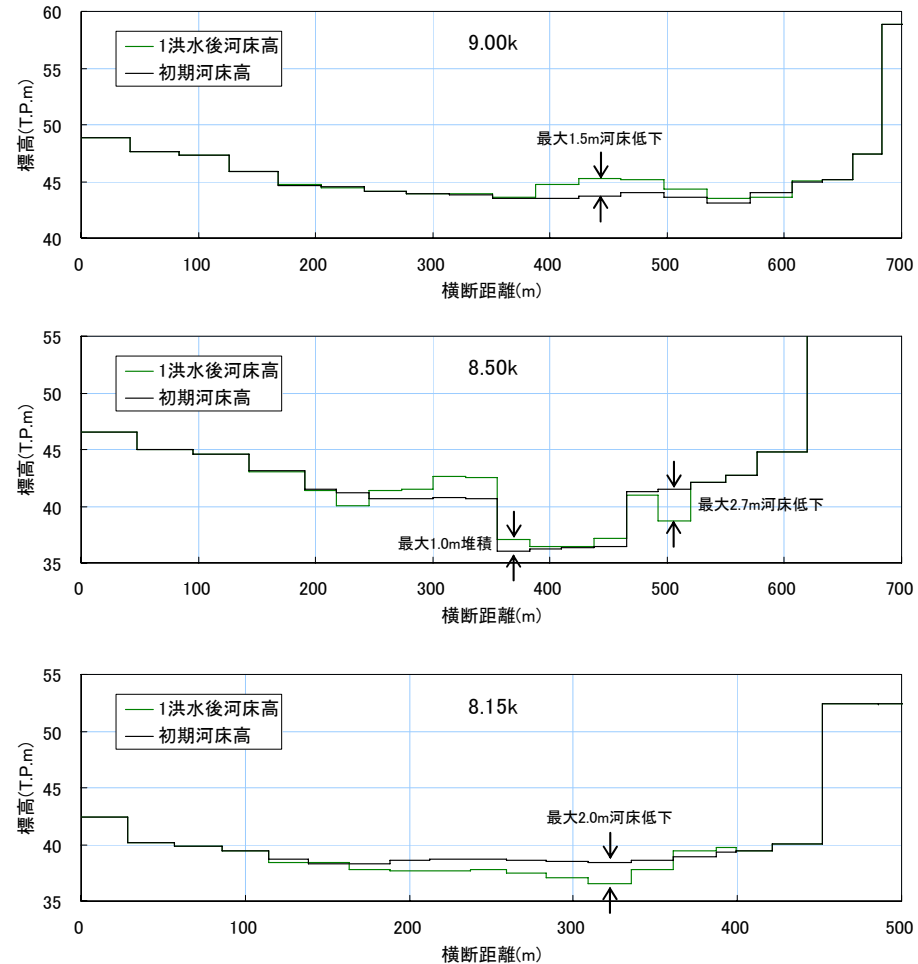 9.00k
1洪水後河床高
初期河床高
最大1.5m河床低下
標高(T.P.m)
60
55
50
45
40
0 100 200 300 400 500 600 700
横断距離(m)
8.50k
1洪水後河床高
初期河床高
最大2.7m河床低下
最大1.0m堆積
標高(T.P.m)
55
50
45
40
35
0 100 200 300 400 500 600 700
横断距離(m)
8.15k
1洪水後河床高
初期河床高
最大2.0m河床低下
標高(T.P.m)
55
50
45
40
35
0 100 200 300 400 500
横断距離(m)